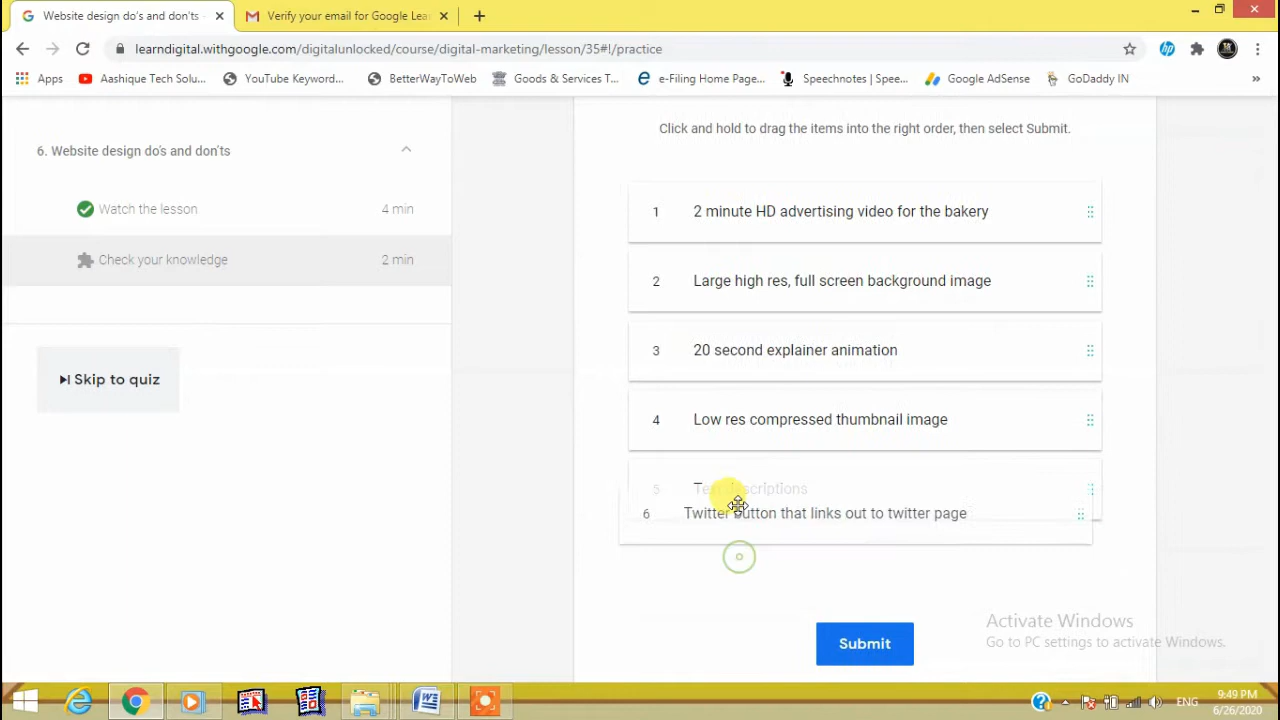 Website design do's and don'ts
Verify your email for Google Lea
learndigital.withgoogle.com/digitalunlocked/course/digital-marketing/lesson/35#!/practice
Apps
Aashique Tech Solu...
YouTube Keyword...
BetterWayToWeb
Goods & Services T...
e-Filing Home Page...
Speechnotes | Spee...
Google AdSense
GoDaddy IN
»
6. Website design do's and don'ts
Watch the lesson 4 min
Check your knowledge 2 min
Skip to quiz
Click and hold to drag the items into the right order, then select Submit.
1 2 minute HD advertising video for the bakery
2 Large high res, full screen background image
3 20 second explainer animation
4 Low res compressed thumbnail image
5 Text descriptions
6 Twitter button that links out to twitter page
Submit
Activate Windows
Go to PC settings to activate Windows.
ENG
9:49 PM
6/26/2020